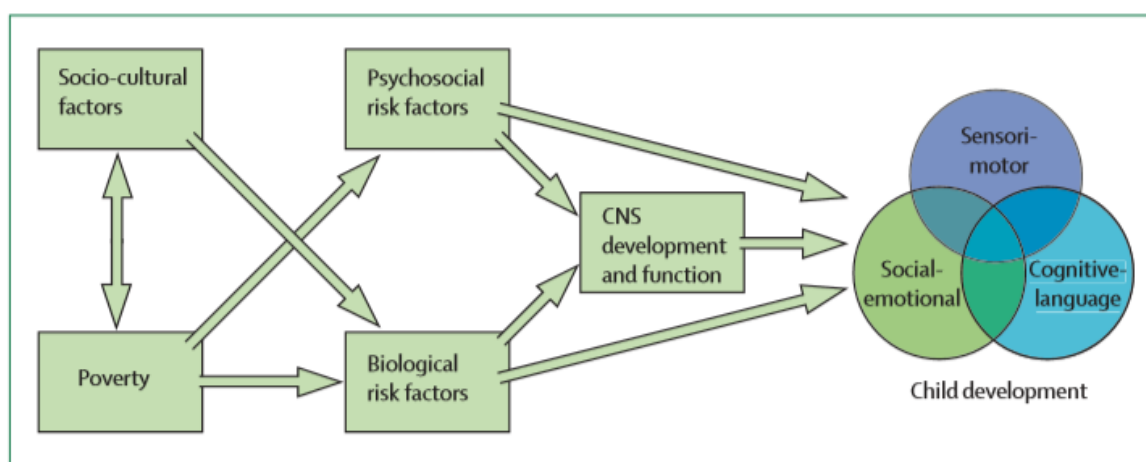 Socio-cultural
factors
Psychosocial
risk factors
CNS
development
and function
Poverty
Biological
risk factors
Sensori-
motor
Social-
emotional
Cognitive-
language
Child development